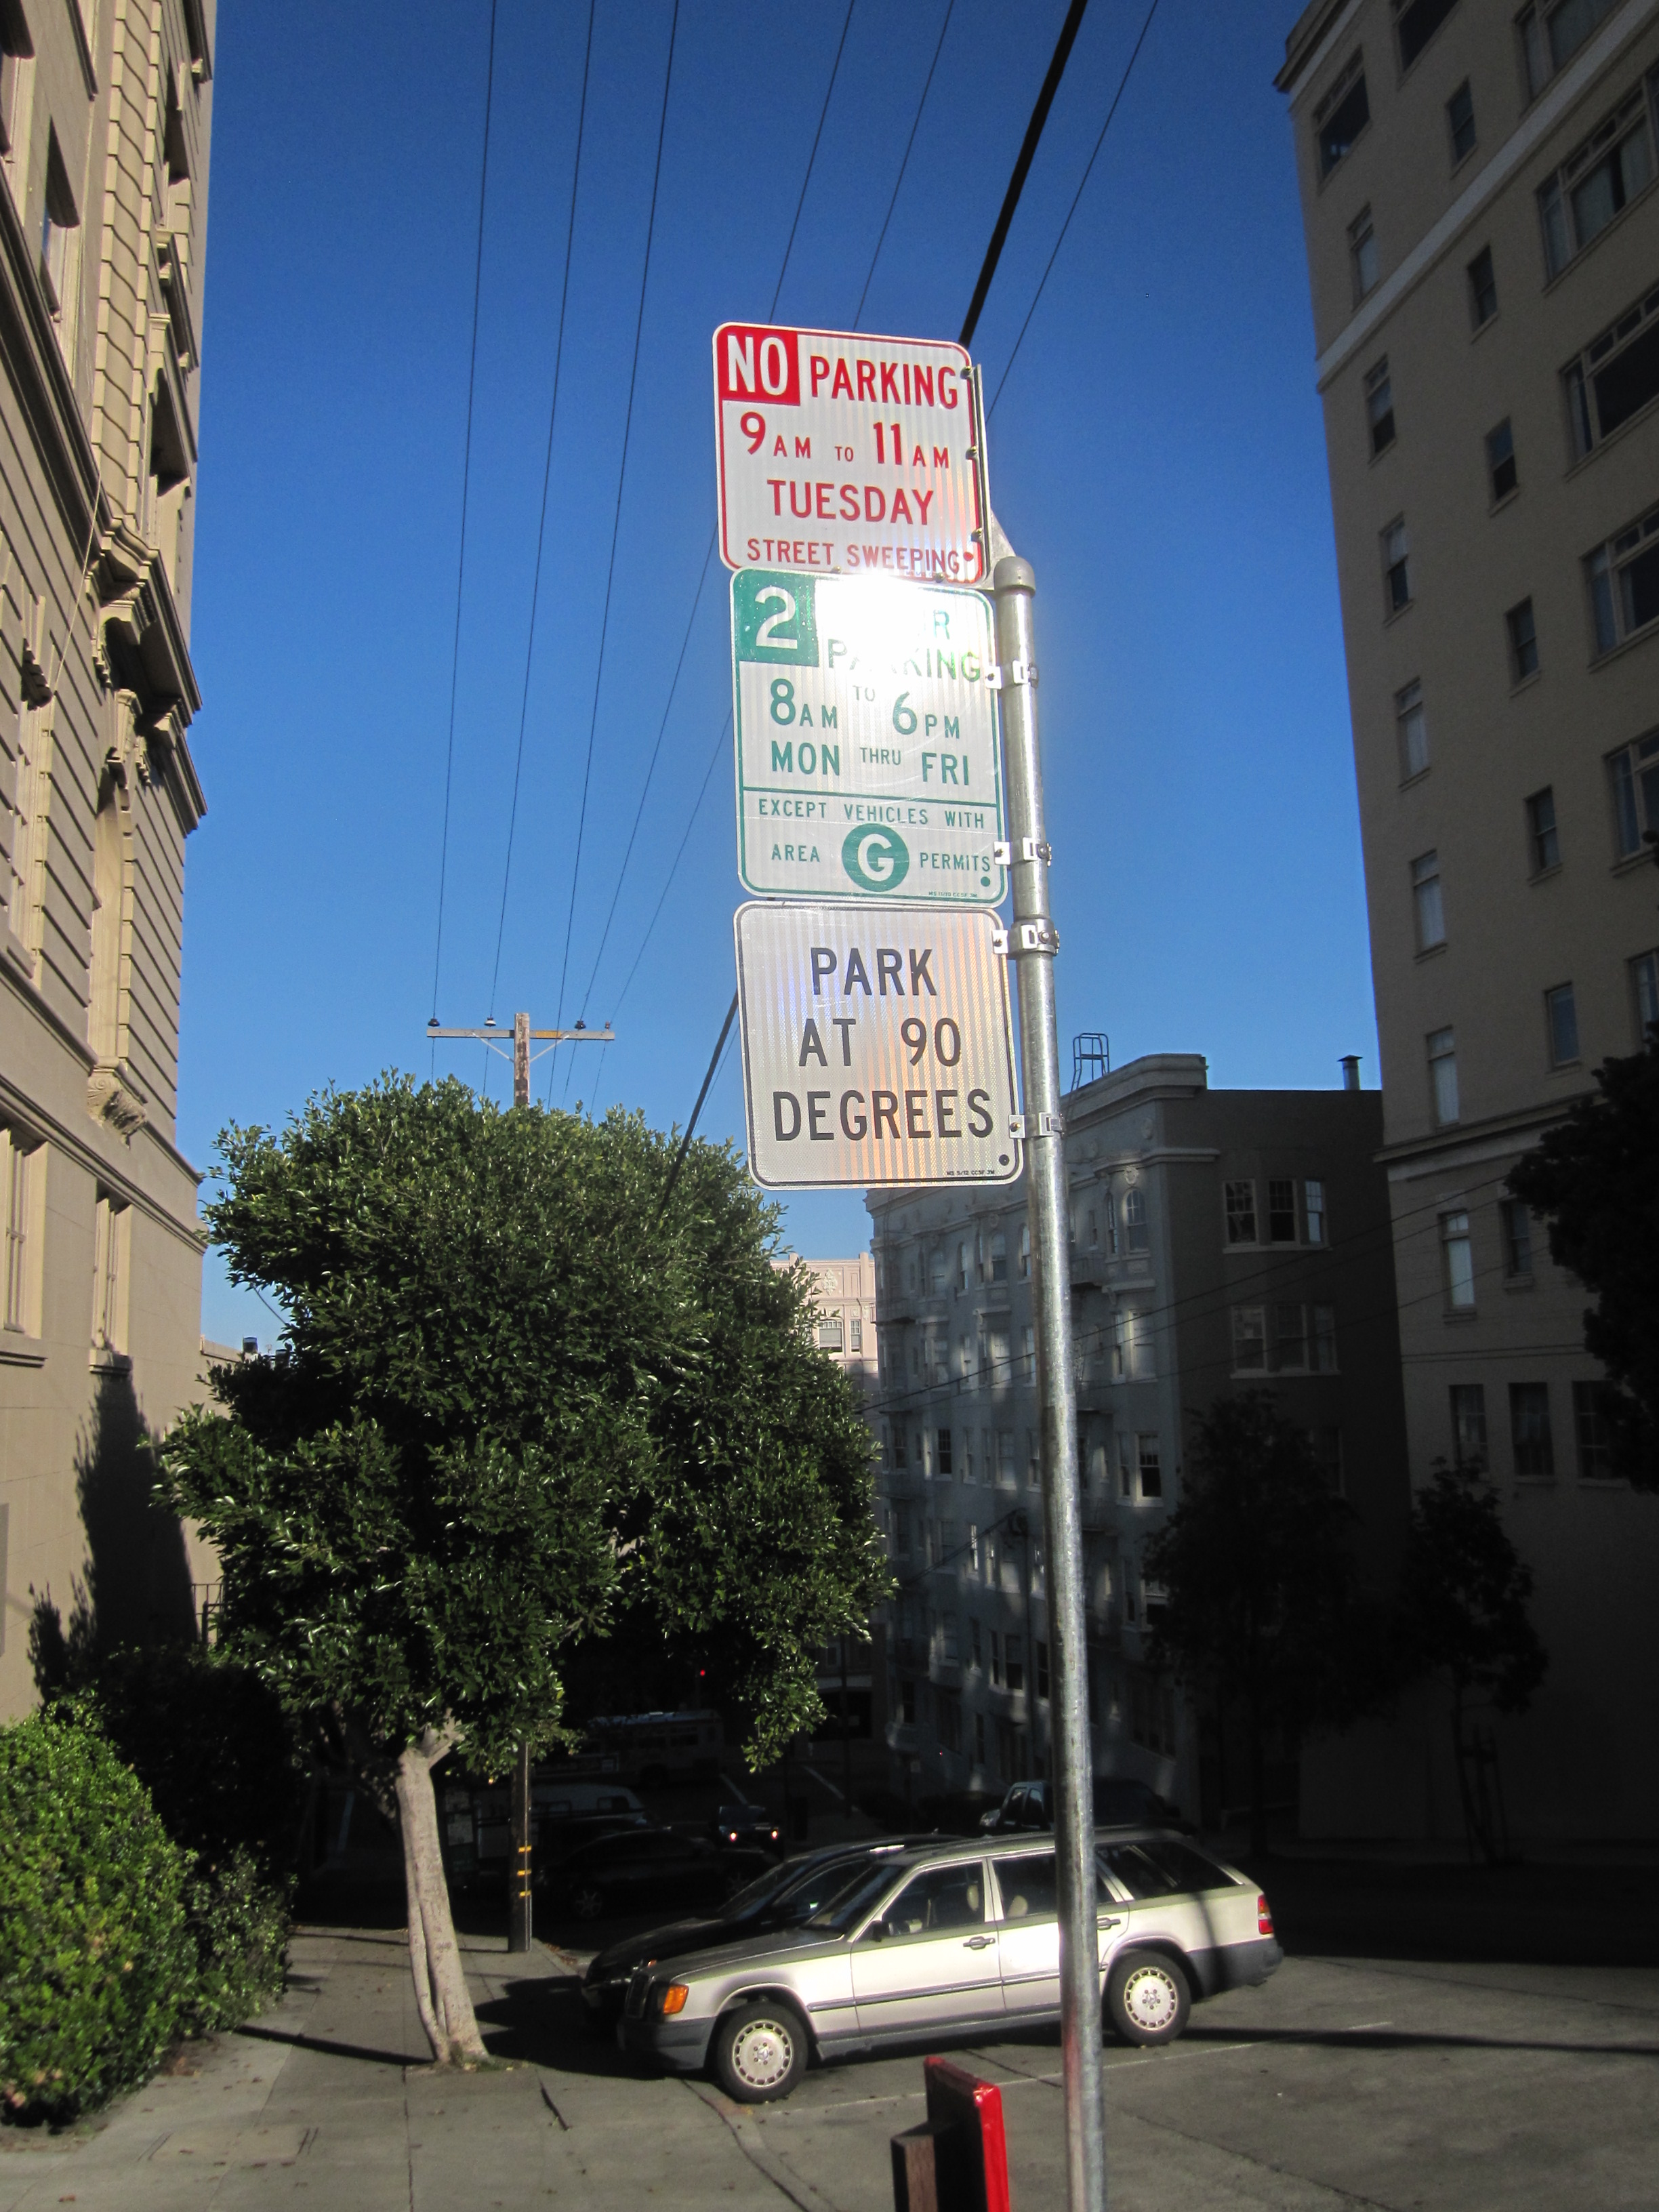 NO PARKING
9AM TO 11AM
TUESDAY
STREET SWEEPING
2
PARKING
8AM TO 6PM
MON THRU FRI
EXCEPT VEHICLES WITH
AREA G PERMITS
PARK
AT 90
DEGREES